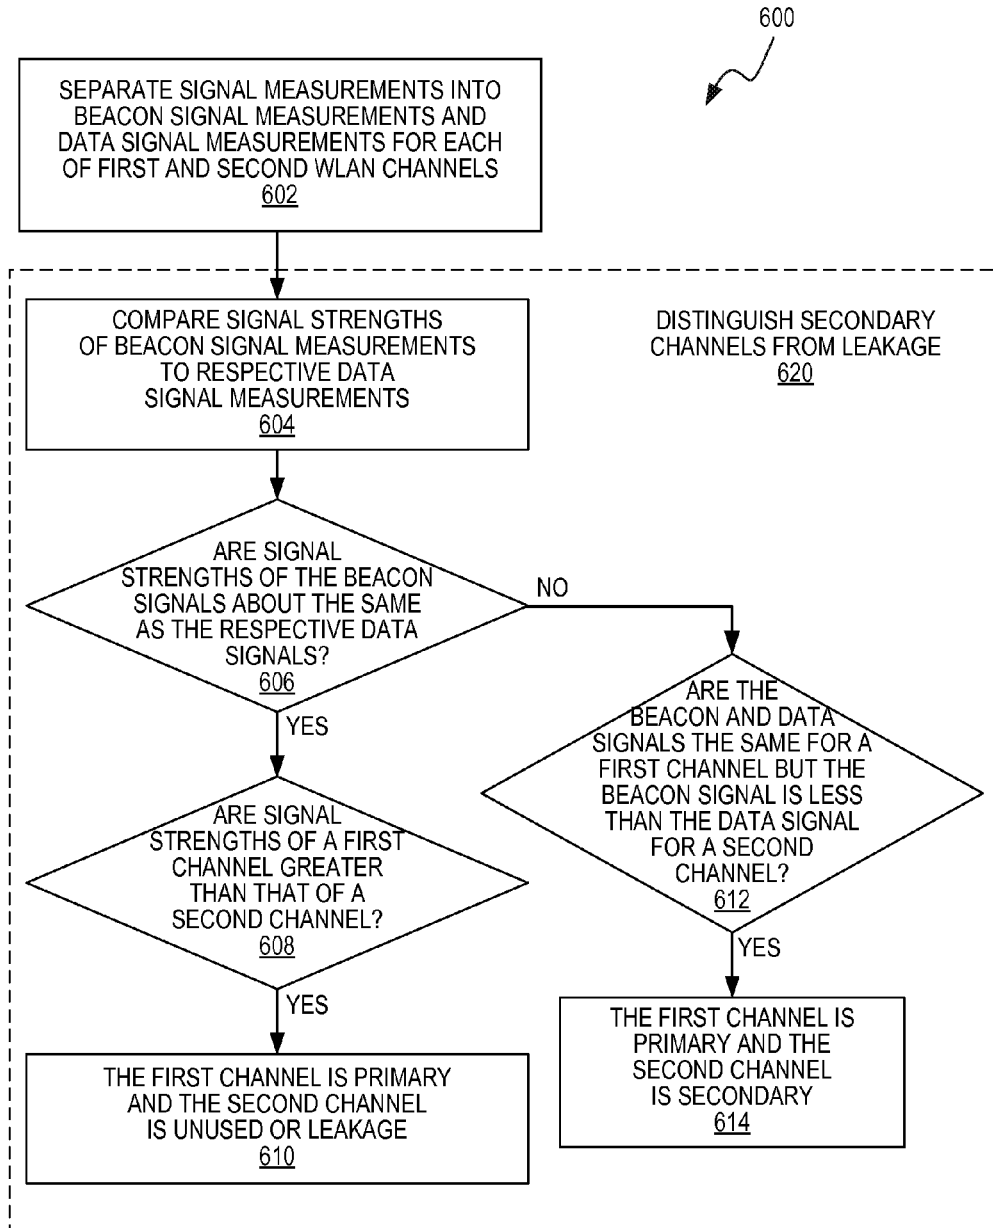 600
SEPARATE SIGNAL MEASUREMENTS INTO
BEACON SIGNAL MEASUREMENTS AND
DATA SIGNAL MEASUREMENTS FOR EACH
OF FIRST AND SECOND WLAN CHANNELS
602
COMPARE SIGNAL STRENGTHS
OF BEACON SIGNAL MEASUREMENTS
TO RESPECTIVE DATA
SIGNAL MEASUREMENTS
604
DISTINGUISH SECONDARY
CHANNELS FROM LEAKAGE
620
ARE SIGNAL
STRENGTHS OF THE BEACON
SIGNALS ABOUT THE SAME
AS THE RESPECTIVE DATA
SIGNALS?
606
NO
YES
ARE THE
BEACON AND DATA
SIGNALS THE SAME FOR A
FIRST CHANNEL BUT THE
BEACON SIGNAL IS LESS
THAN THE DATA SIGNAL
FOR A SECOND
CHANNEL?
612
YES
ARE SIGNAL
STRENGTHS OF A FIRST
CHANNEL GREATER
THAN THAT OF A
SECOND CHANNEL?
608
YES
THE FIRST CHANNEL IS
PRIMARY AND THE
SECOND CHANNEL
IS SECONDARY
614
THE FIRST CHANNEL IS PRIMARY
AND THE SECOND CHANNEL
IS UNUSED OR LEAKAGE
610